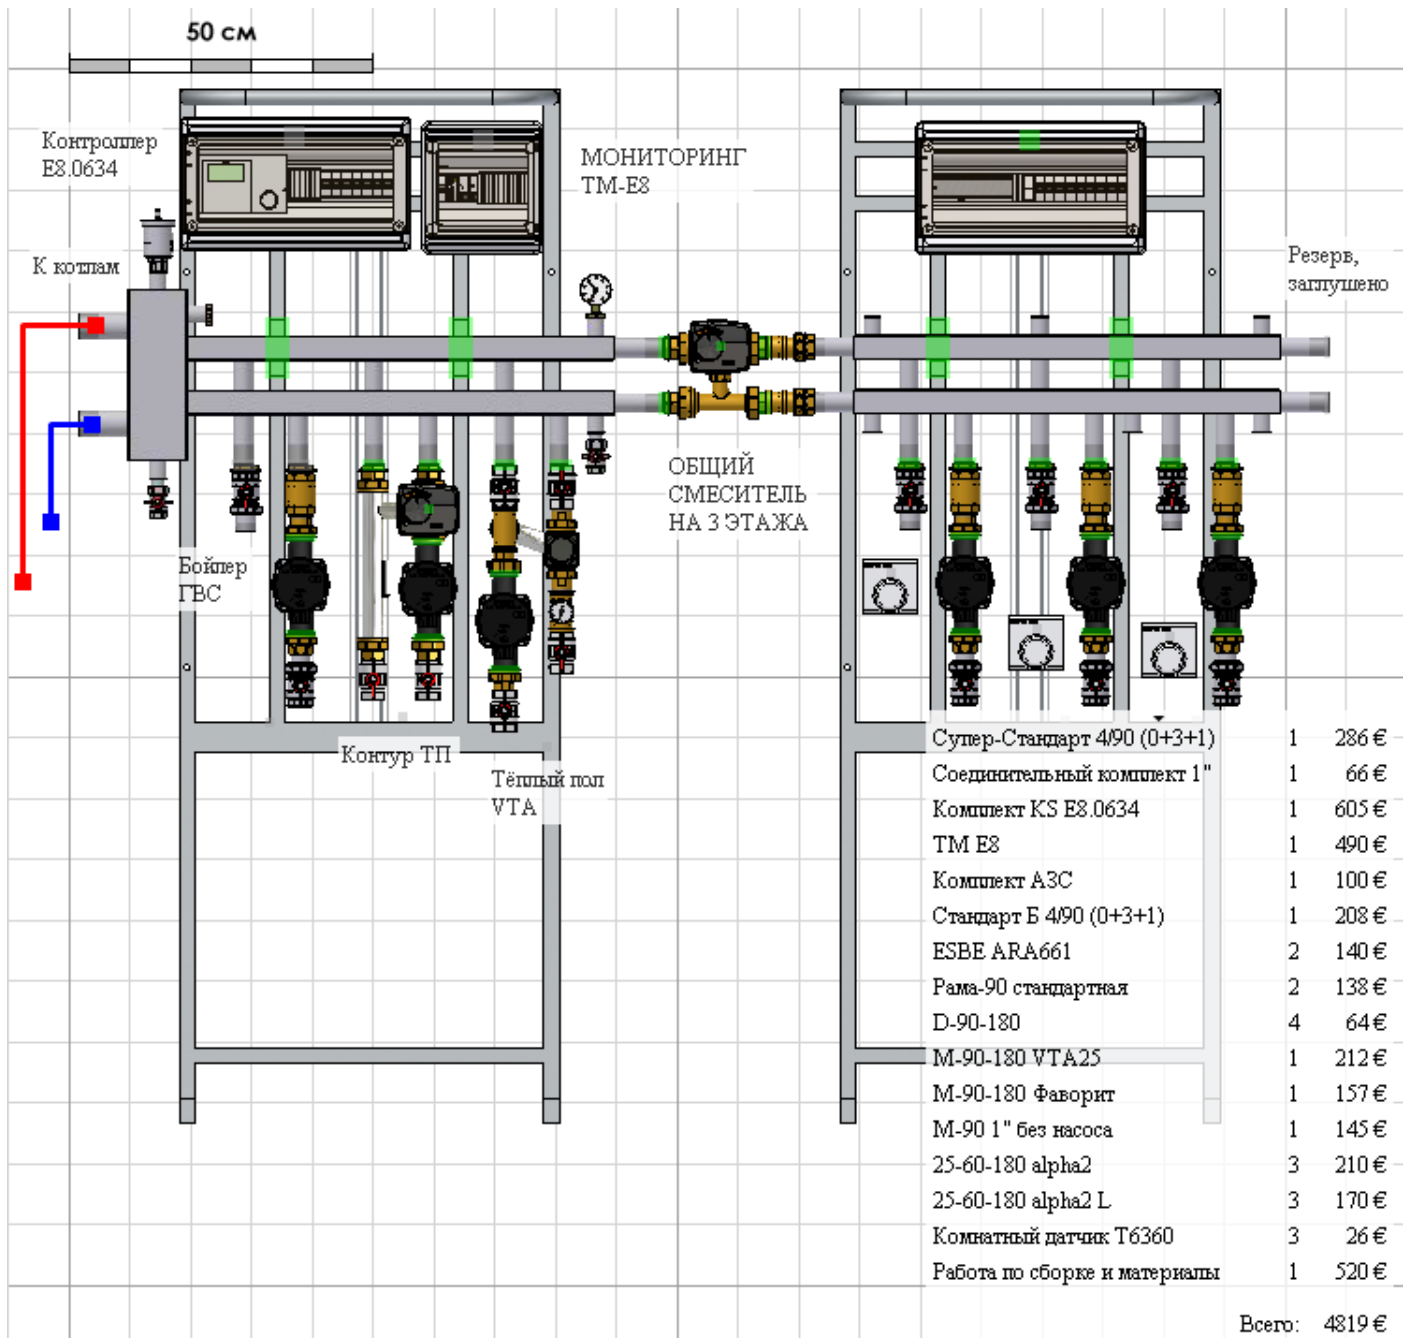 50 см
Контроллер
E8.0634
МОНИТОРИНГ
ТМ-Е8
К котлам
Резерв,
заглушено
ОБЩИЙ
СМЕСИТЕЛЬ
НА 3 ЭТАЖА
Бойлер
ГВС
Контур ТП
Тёплый пол
VTA
Супер-Стандарт 4/90 (0+3+1) 1 286 €
Соединительный комплект 1" 1 66 €
Комплект KS E8.0634 1 605 €
ТМ Е8 1 490 €
Комплект АЗС 1 100 €
Стандарт Б 4/90 (0+3+1) 1 208 €
ESBE ARA661 2 140 €
Рама-90 стандартная 2 138 €
D-90-180 4 64 €
М-90-180 VTA25 1 212 €
М-90-180 Фаворит 1 157 €
М-90 1" без насоса 1 145 €
25-60-180 alpha2 3 210 €
25-60-180 alpha2 L 3 170 €
Комнатный датчик Т6360 3 26 €
Работа по сборке и материалы 1 520 €
Всего: 4819 €